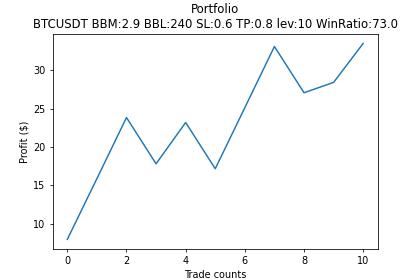 Portfolio
BTCUSDT BBM:2.9 BBL:240 SL:0.6 TP:0.8 lev:10 WinRatio:73.0
30
25
20
15
10
Profit ($)
0 2 4 6 8 10
Trade counts